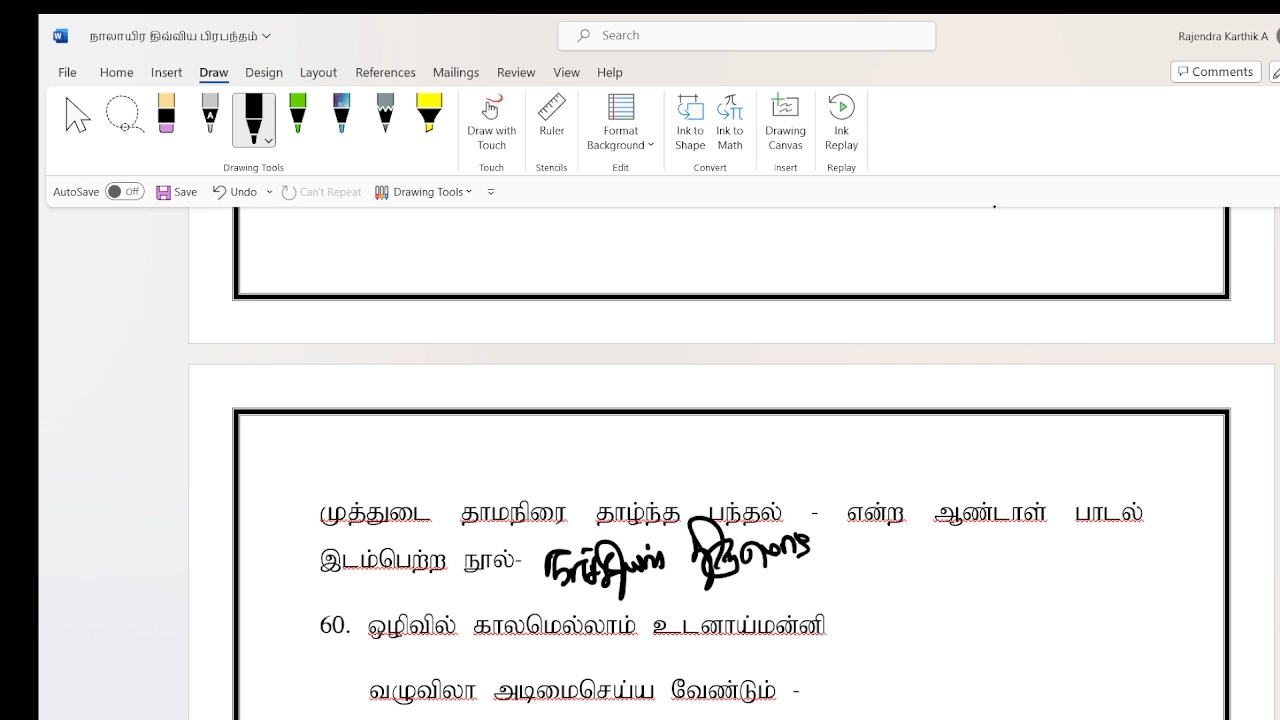 நாலாயிர திவ்விய பிரபந்தம்
Search
Rajendra Karthik A
File Home Insert Draw Design Layout References Mailings Review View Help
Comments
Draw with Touch
Ruler
Format Background
Ink to Shape
Ink to Math
Drawing Canvas
Ink Replay
Drawing Tools Touch Stencils Edit Convert Insert Replay
AutoSave Off Save Undo Can't Repeat Drawing Tools
முத்துடை தாமநிரை தாழ்ந்த பந்தல் - என்ற ஆண்டாள் பாடல்
இடம்பெற்ற நூல்- நாச்சியார்
60. ஒழிவில் காலமெல்லாம் உடனாய்மன்னி
வழுவிலா அடிமைசெய்ய வேண்டும் -